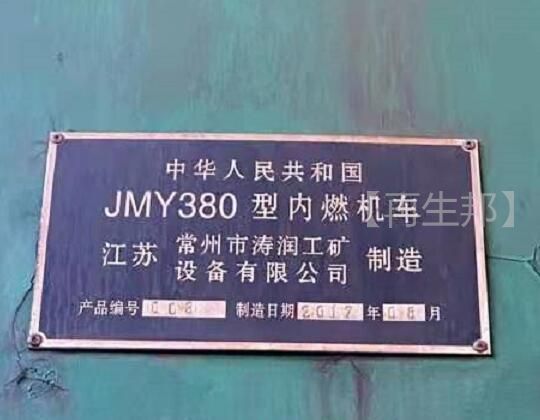 中华人民共和国
JMY380 型内燃机车
江苏 常州市涛润工矿设备有限公司 制造
产品编号 008 制造日期 2017 年 08 月
【再生邦】